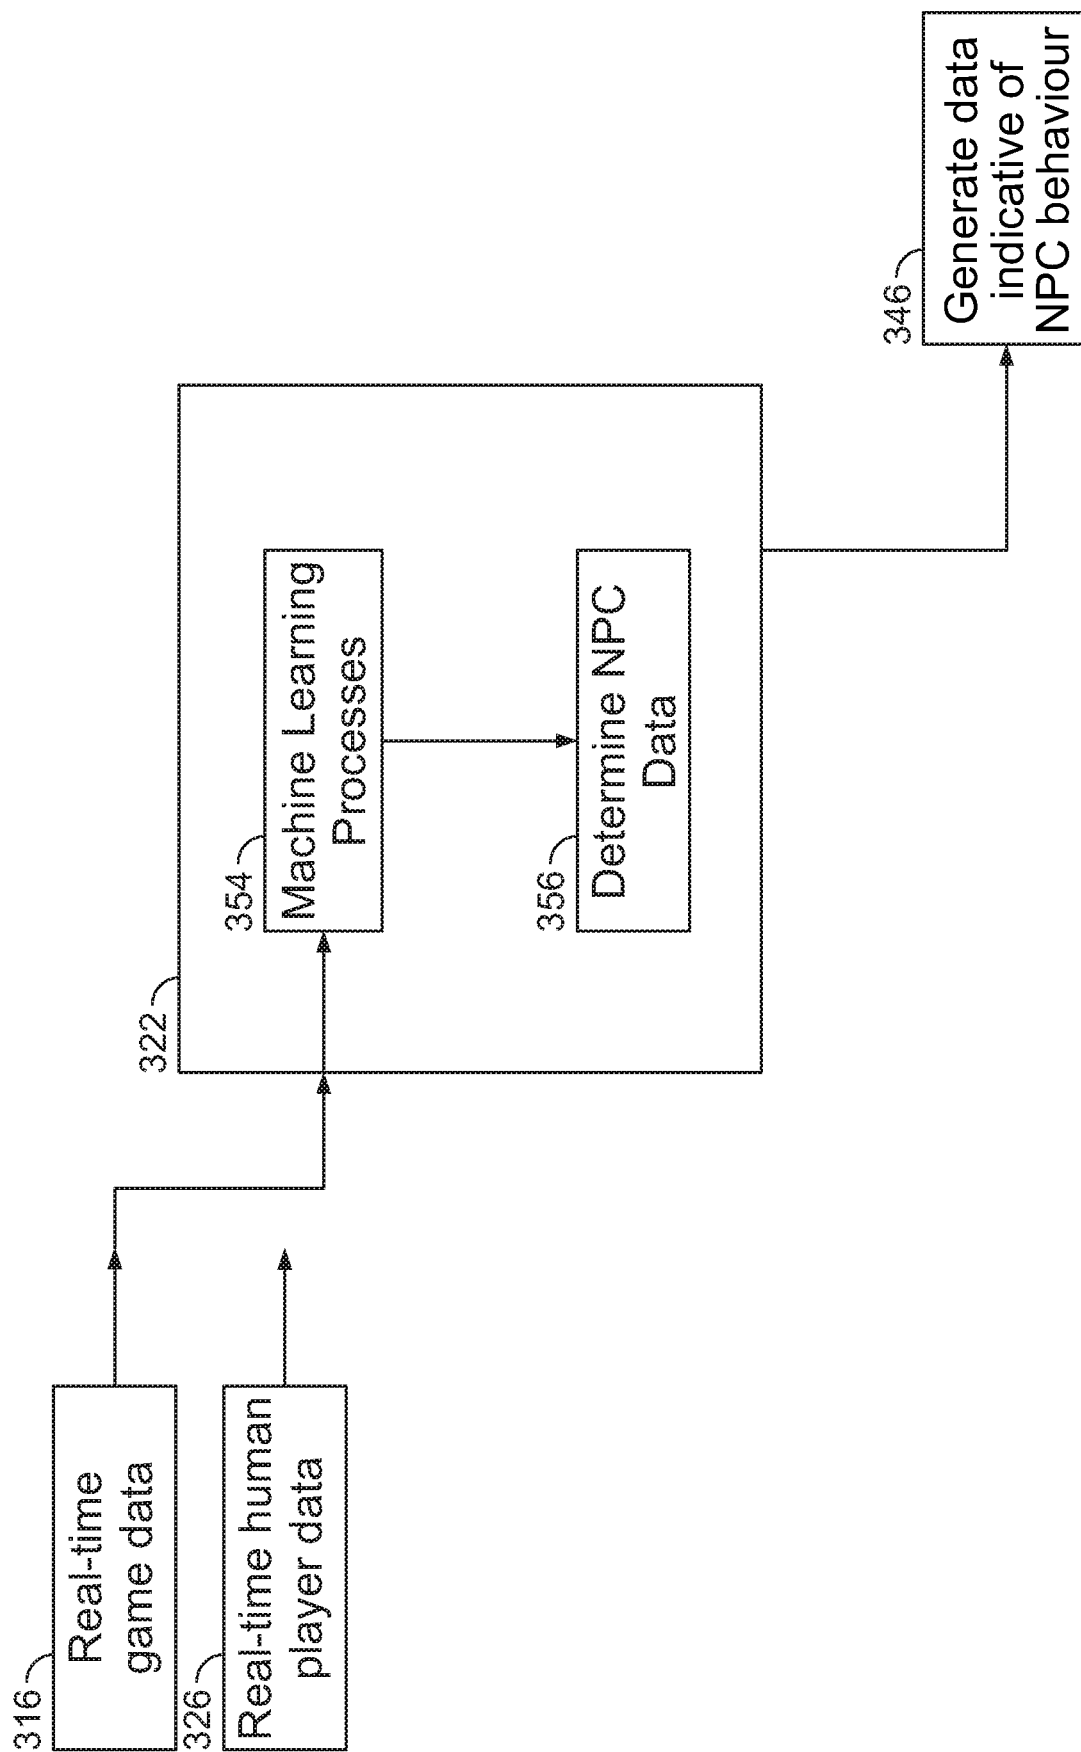 316
Real-time
game data
326
Real-time human
player data
322
354
Machine Learning
Processes
356
Determine NPC
Data
346
Generate data
indicative of
NPC behaviour